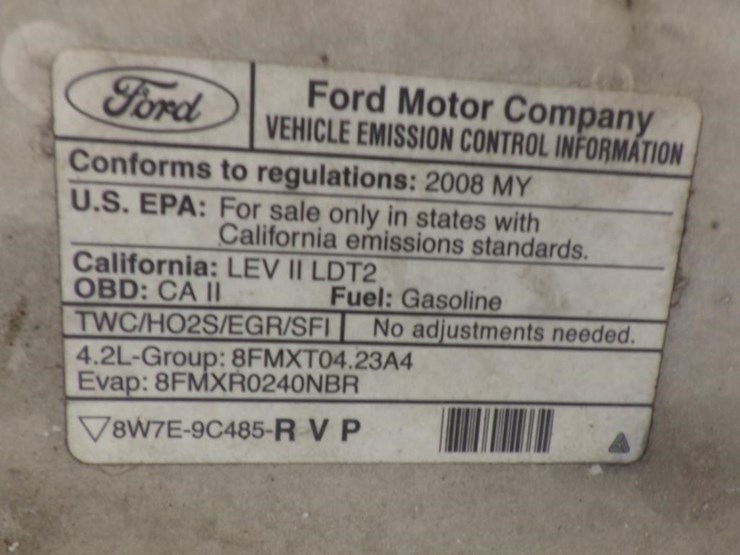 Ford
Ford Motor Company
VEHICLE EMISSION CONTROL INFORMATION
Conforms to regulations: 2008 MY
U.S. EPA: For sale only in states with
California emissions standards.
California: LEV II LDT2
OBD: CA II Fuel: Gasoline
TWC/HO2S/EGR/SFI No adjustments needed.
4.2L-Group: 8FMXT04.23A4
Evap: 8FMXR0240NBR
8W7E-9C485-R V P